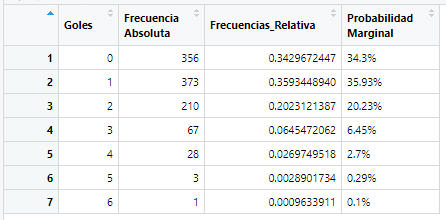 Goles Frecuencia Absoluta Frecuencias_Relativa Probabilidad Marginal
1 0 356 0.3429672447 34.3%
2 1 373 0.3593448940 35.93%
3 2 210 0.2023121387 20.23%
4 3 67 0.0645472062 6.45%
5 4 28 0.0269749518 2.7%
6 5 3 0.0028901734 0.29%
7 6 1 0.0009633911 0.1%